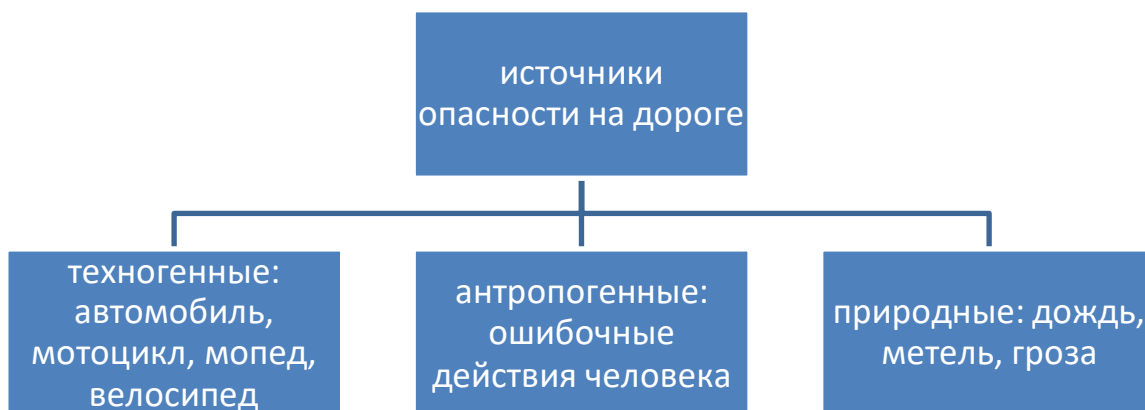 источники
опасности на дороге
техногенные:
автомобиль,
мотоцикл, мопед,
велосипед
антропогенные:
ошибочные
действия человека
природные: дождь,
метель, гроза